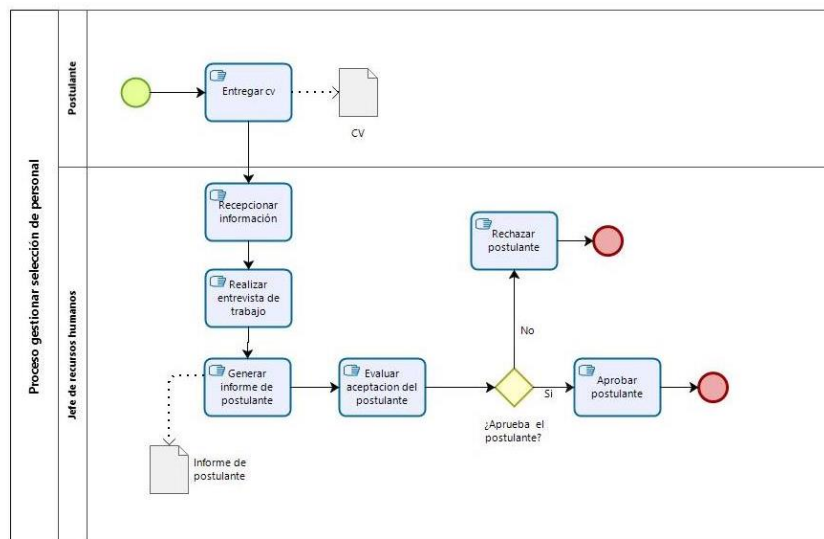 Proceso gestionar selección de personal
Postulante
Entregar cv
CV
Jefe de recursos humanos
Recepcionar
información
Realizar
entrevista de
trabajo
Generar
informe de
postulante
Informe de
postulante
Evaluar
aceptacion del
postulante
¿Aprueba el
postulante?
No
Rechazar
postulante
Si
Aprobar
postulante